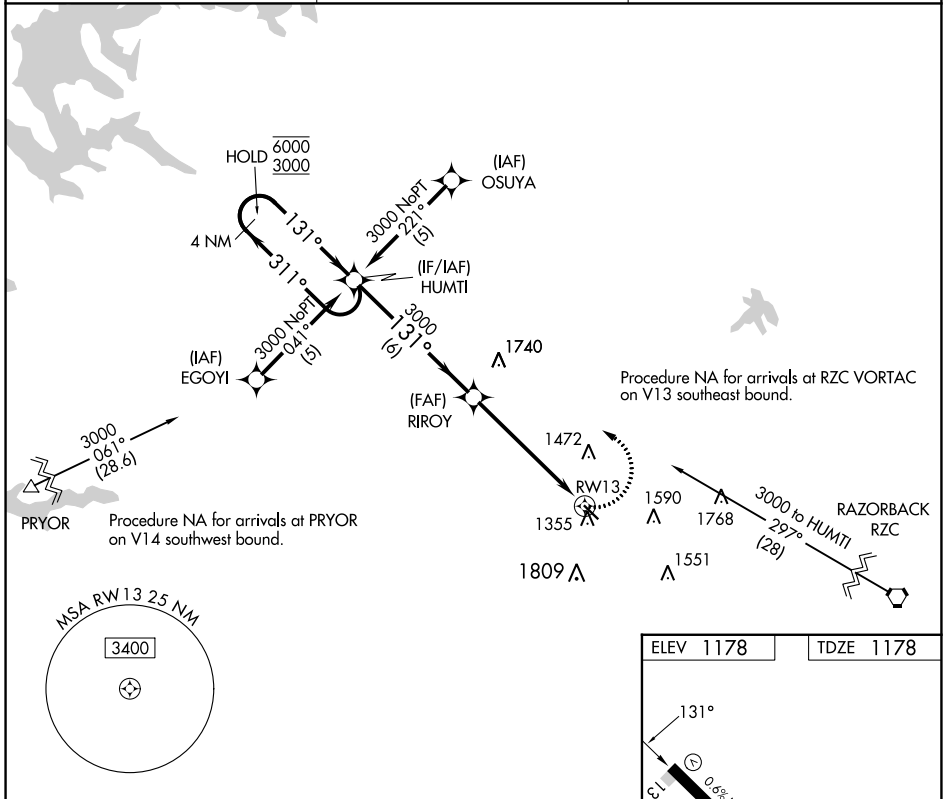 HOLD 6000
3000
(IAF)
OSUYA
3000 NoPT
221°
(5)
131°
4 NM
311°
(IF/IAF)
HUMTI
3000 NoPT
041°
(5)
3000
131°
(6)
(IAF)
EGOYI
1740
Procedure NA for arrivals at RZC VORTAC
on V13 southeast bound.
(FAF)
RIROY
3000
061°
(28.6)
1472
RW13
1590
1355
1768
3000 to HUMTI
297°
(28)
RAZORBACK
RZC
PRYOR
Procedure NA for arrivals at PRYOR
on V14 southwest bound.
1809
1551
MSA RW13 25 NM
3400
ELEV 1178
TDZE 1178
131°
V
13